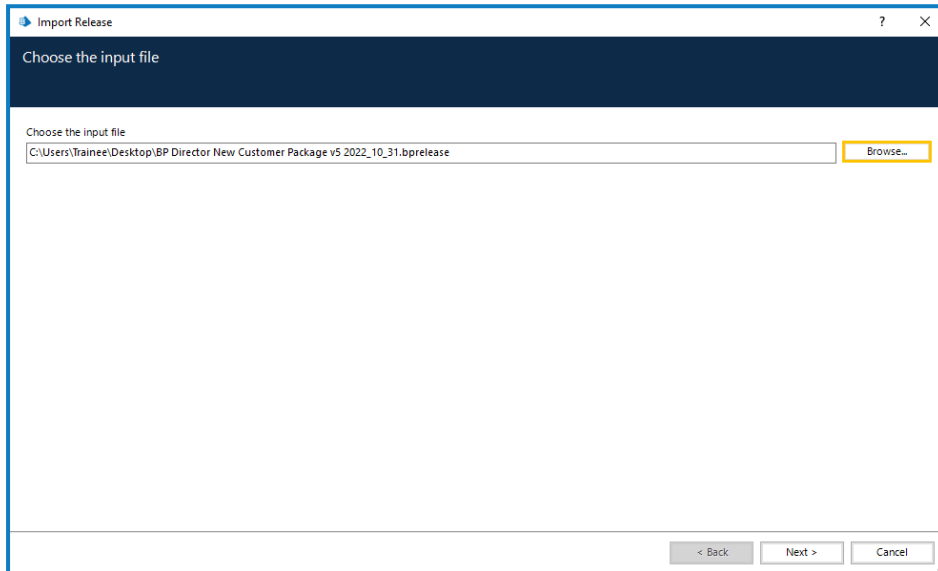 Import Release
?
Choose the input file
Choose the input file
C:\Users\Trainee\Desktop\BP Director New Customer Package v5 2022_10_31.bprelease
Browse...
< Back
Next >
Cancel